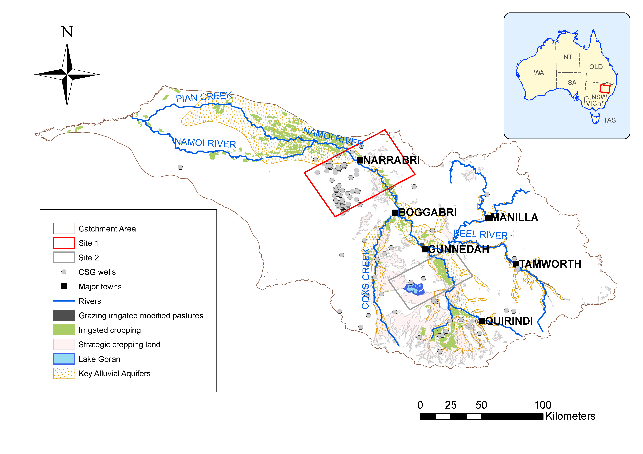 N
NT
QLD
WA
SA
NSW
VIC
TAS
PIAN CREEK
NAMOI RIVER
NAMOI RIVER
NARRABRI
BOGGABRI
MANILLA
PEEL RIVER
GUNNEDAH
TAMWORTH
COXS CREEK
QUIRINDI
Catchment Area
Site 1
Site 2
CSG wells
Major towns
Rivers
Grazing irrigated modified pastures
Irrigated cropping
Strategic cropping land
Lake Goran
Key Alluvial Aquifers
0 25 50 100
Kilometers